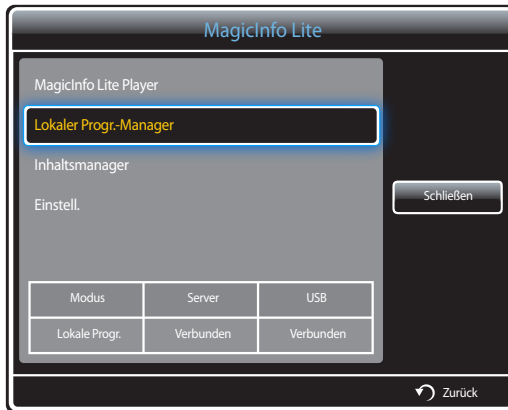 MagicInfo Lite
MagicInfo Lite Player
Lokaler Progr.-Manager
Inhaltsmanager
Einstell.
Schließen
Modus Server USB
Lokale Progr. Verbunden Verbunden
Zurück